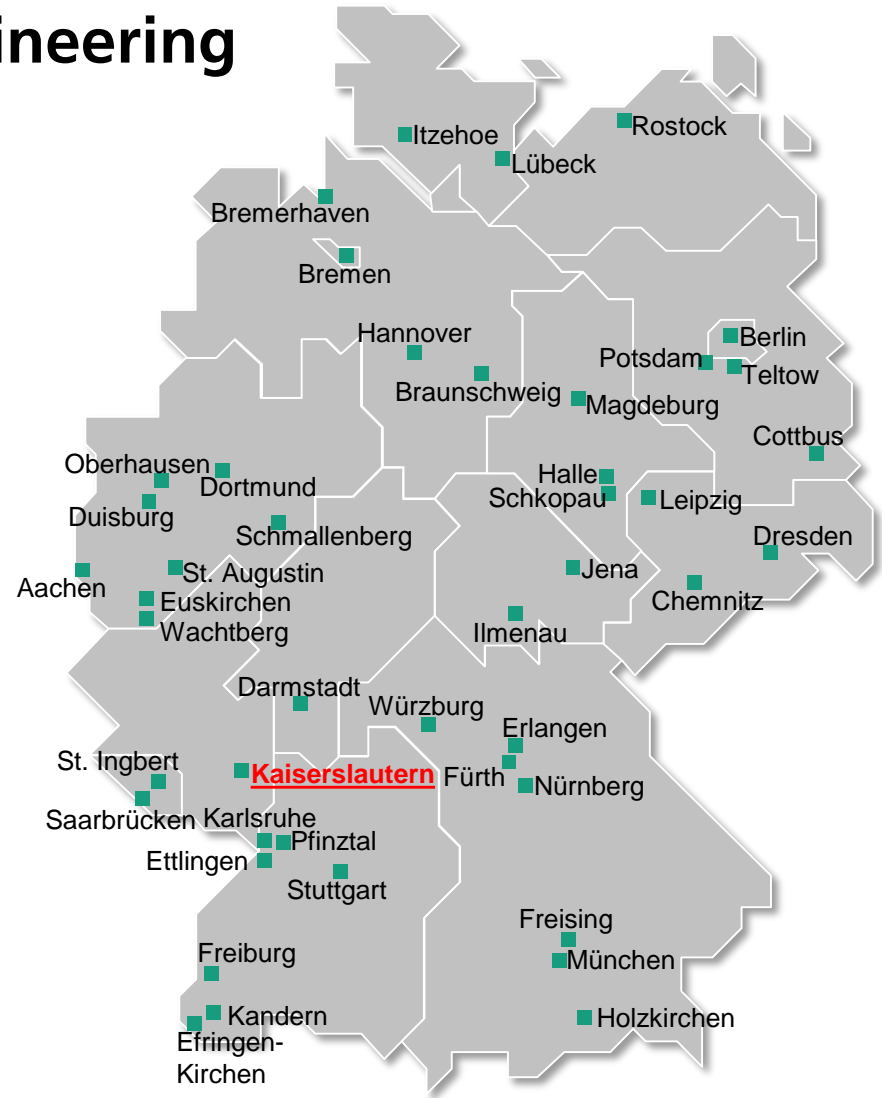 ineering
Itzehoe
Rostock
Lübeck
Bremerhaven
Bremen
Hannover
Berlin
Potsdam
Teltow
Braunschweig
Magdeburg
Cottbus
Oberhausen
Dortmund
Halle
Schkopau
Leipzig
Duisburg
Schmallenberg
Dresden
Aachen
St. Augustin
Jena
Euskirchen
Chemnitz
Wachtberg
Ilmenau
Darmstadt
Würzburg
Erlangen
St. Ingbert
Kaiserslautern
Fürth
Nürnberg
Saarbrücken
Karlsruhe
Pfinztal
Ettlingen
Stuttgart
Freising
Freiburg
München
Kandern
Holzkirchen
Efringen-
Kirchen